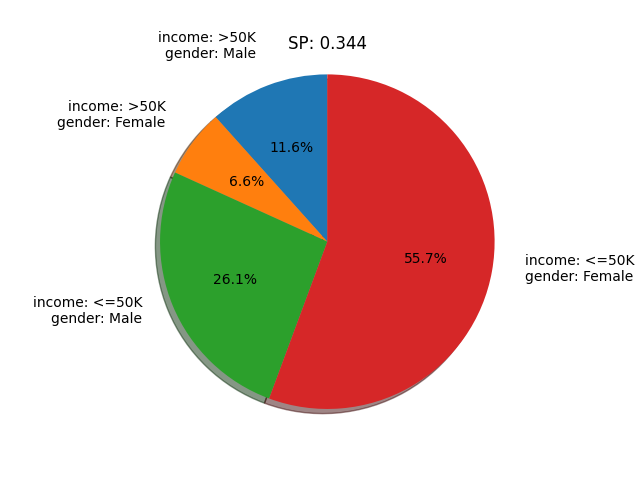 income: >50K
gender: Male
SP: 0.344
income: >50K
gender: Female
11.6%
6.6%
55.7%
income: <=50K
gender: Female
26.1%
income: <=50K
gender: Male